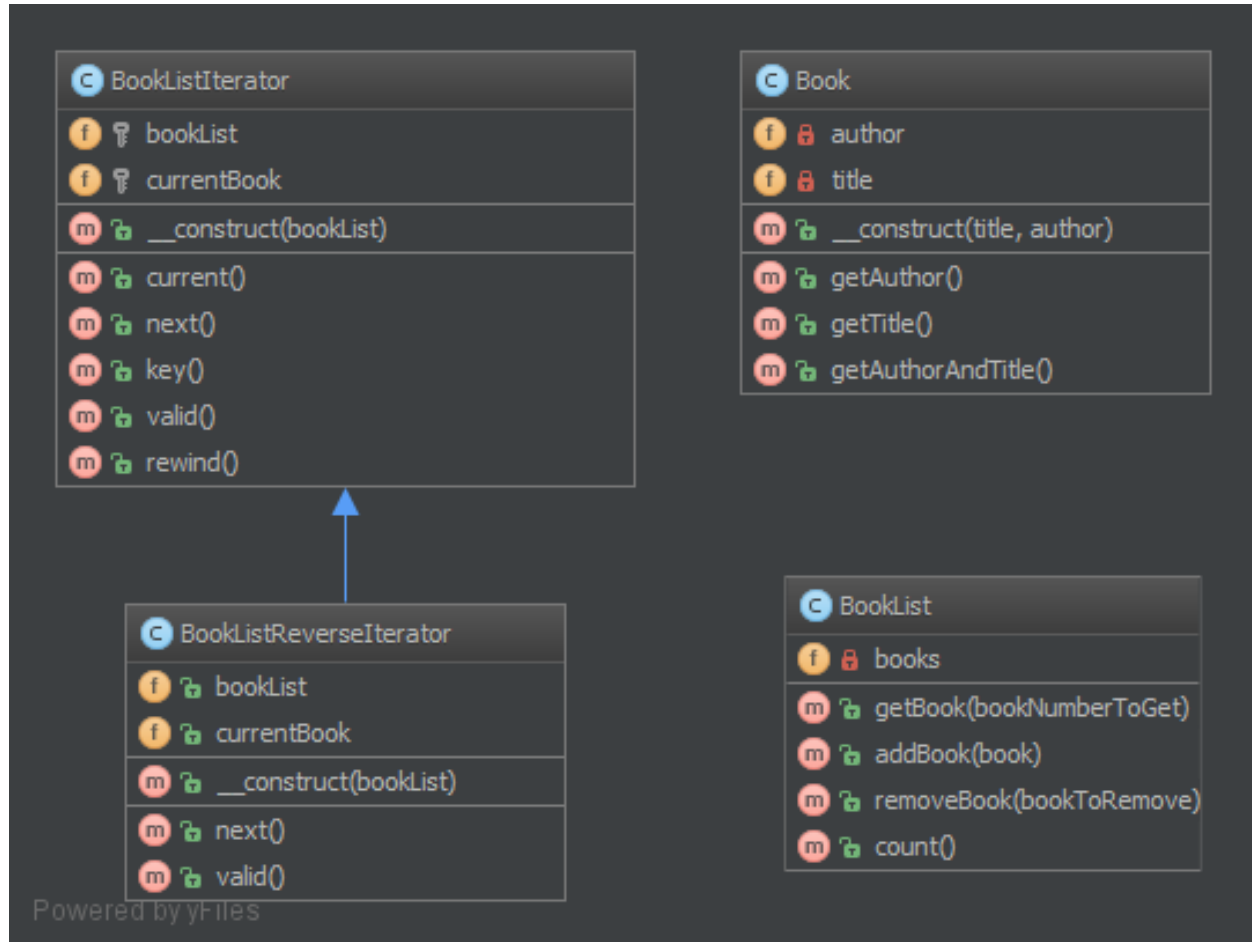 BookListIterator
bookList
currentBook
__construct(bookList)
current()
next()
key()
valid()
rewind()
Book
author
title
__construct(title, author)
getAuthor()
getTitle()
getAuthorAndTitle()
BookListReverseIterator
bookList
currentBook
__construct(bookList)
next()
valid()
BookList
books
getBook(bookNumberToGet)
addBook(book)
removeBook(bookToRemove)
count()
Powered by yFiles